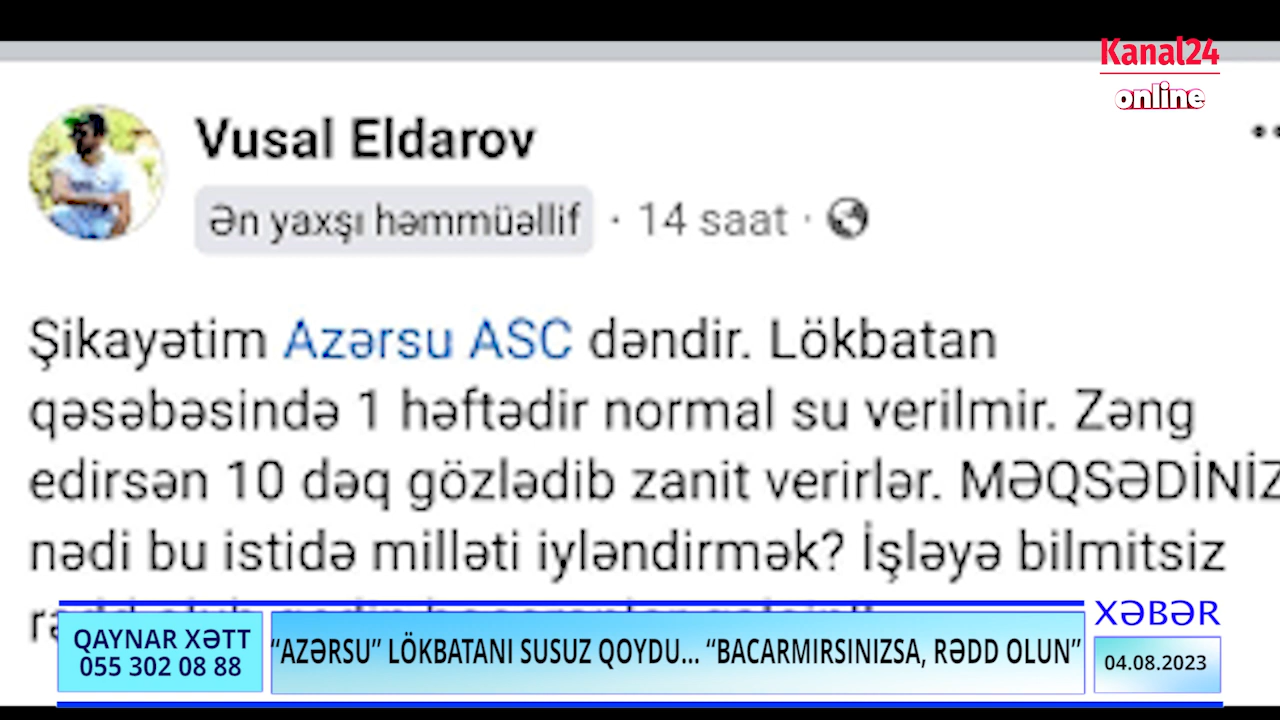 Kanal24
online
Vusal Eldarov
Ən yaxşı həmmüəllif · 14 saat ·
Şikayətim Azərsu ASC dəndir. Lökbatan
qəsəbəsində 1 həftədir normal su verilmir. Zəng
edirsən 10 dəq gözlədib zanit verirlər. MƏQSƏDİNİZ
nədi bu istidə milləti iyləndirmək? İşləyə bilmitsiz
XƏBƏR
QAYNAR XƏTT
055 302 08 88
“AZƏRSU” LÖKBATANI SUSUZ QOYDU... “BACARMIRSINIZSA, RƏDD OLUN”
04.08.2023